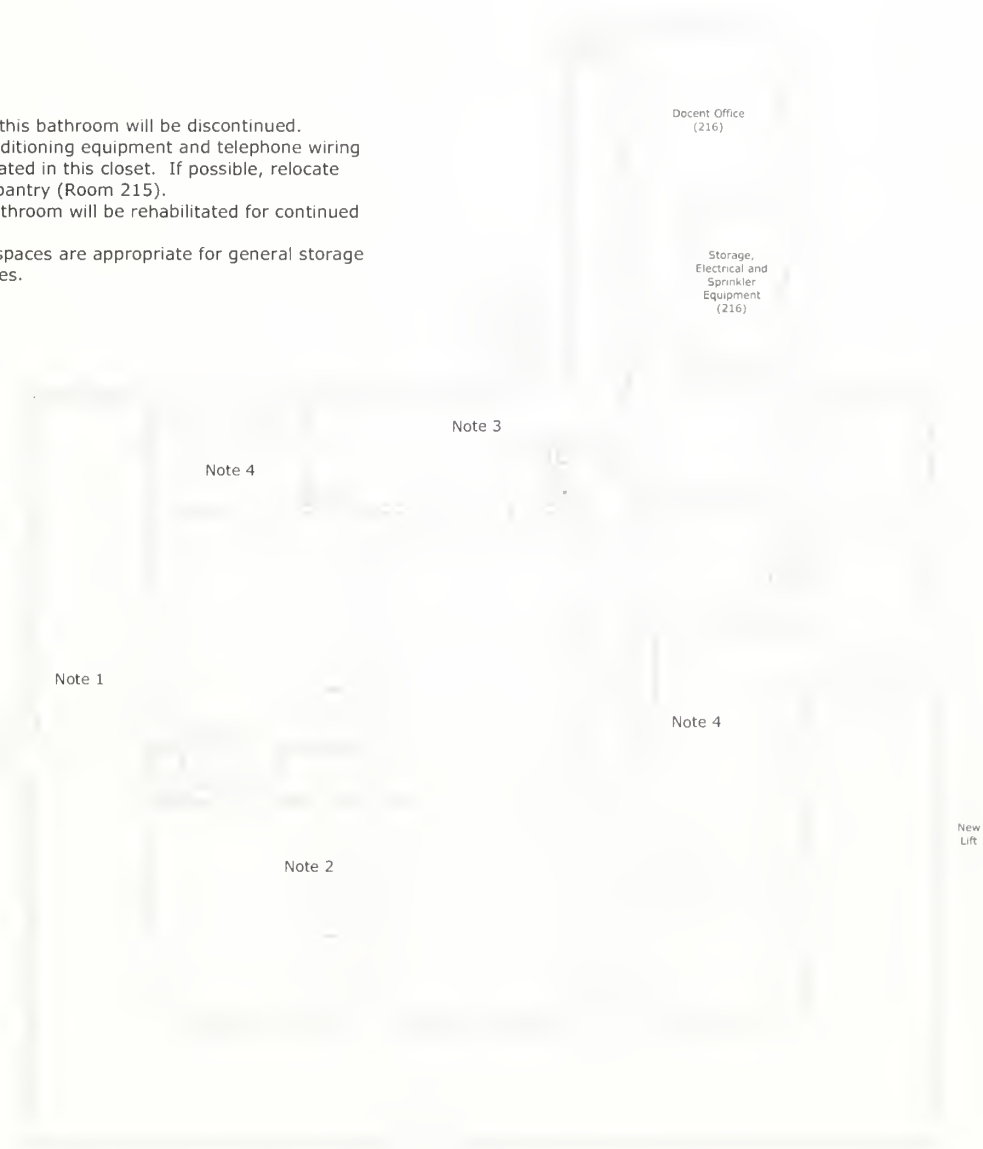 this bathroom will be discontinued.
ditioning equipment and telephone wiring
ated in this closet. If possible, relocate
pantry (Room 215).
throom will be rehabilitated for continued
spaces are appropriate for general storage
es.
Docent Office
(216)
Storage,
Electrical and
Sprinkler
Equipment
(216)
Note 3
Note 4
Note 1
Note 4
New
Lift
Note 2